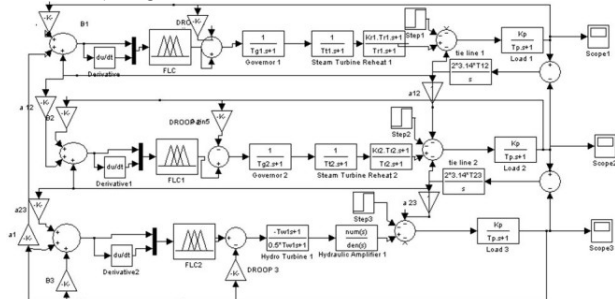 B1
-K-
DRO
-K-
Step1
-K-
du/dt
Derivative
FLC
1
Tg1.s+1
Governor 1
1
Tt1.s+1
Steam Turbine Reheat 1
Kr1.Tr1.s+1
Tr1.s+1
tie line 1
2*3.14*T12
s
Kp
Tp.s+1
Load 1
Scope1
a 12
-K-
B2
-K-
-K-
a12
Step2
-K-
du/dt
Derivative1
FLC1
1
Tg2.s+1
Governor 2
1
Tt2.s+1
Steam Turbine Reheat 2
Kr2.Tr2.s+1
Tr2.s+1
tie line 2
2*3.14*T23
s
Kp
Tp.s+1
Load 2
Scope2
a23
-K-
a1
-K-
B3
-K-
-K-
a 23
Step3
du/dt
Derivative2
FLC2
DROOP 3
-K-
-Tw1s+1
0.5*Tw1s+1
Hydro Turbine 1
num(s)
den(s)
Hydraulic Amplifier 1
Kp
Tp.s+1
Load 3
Scope3